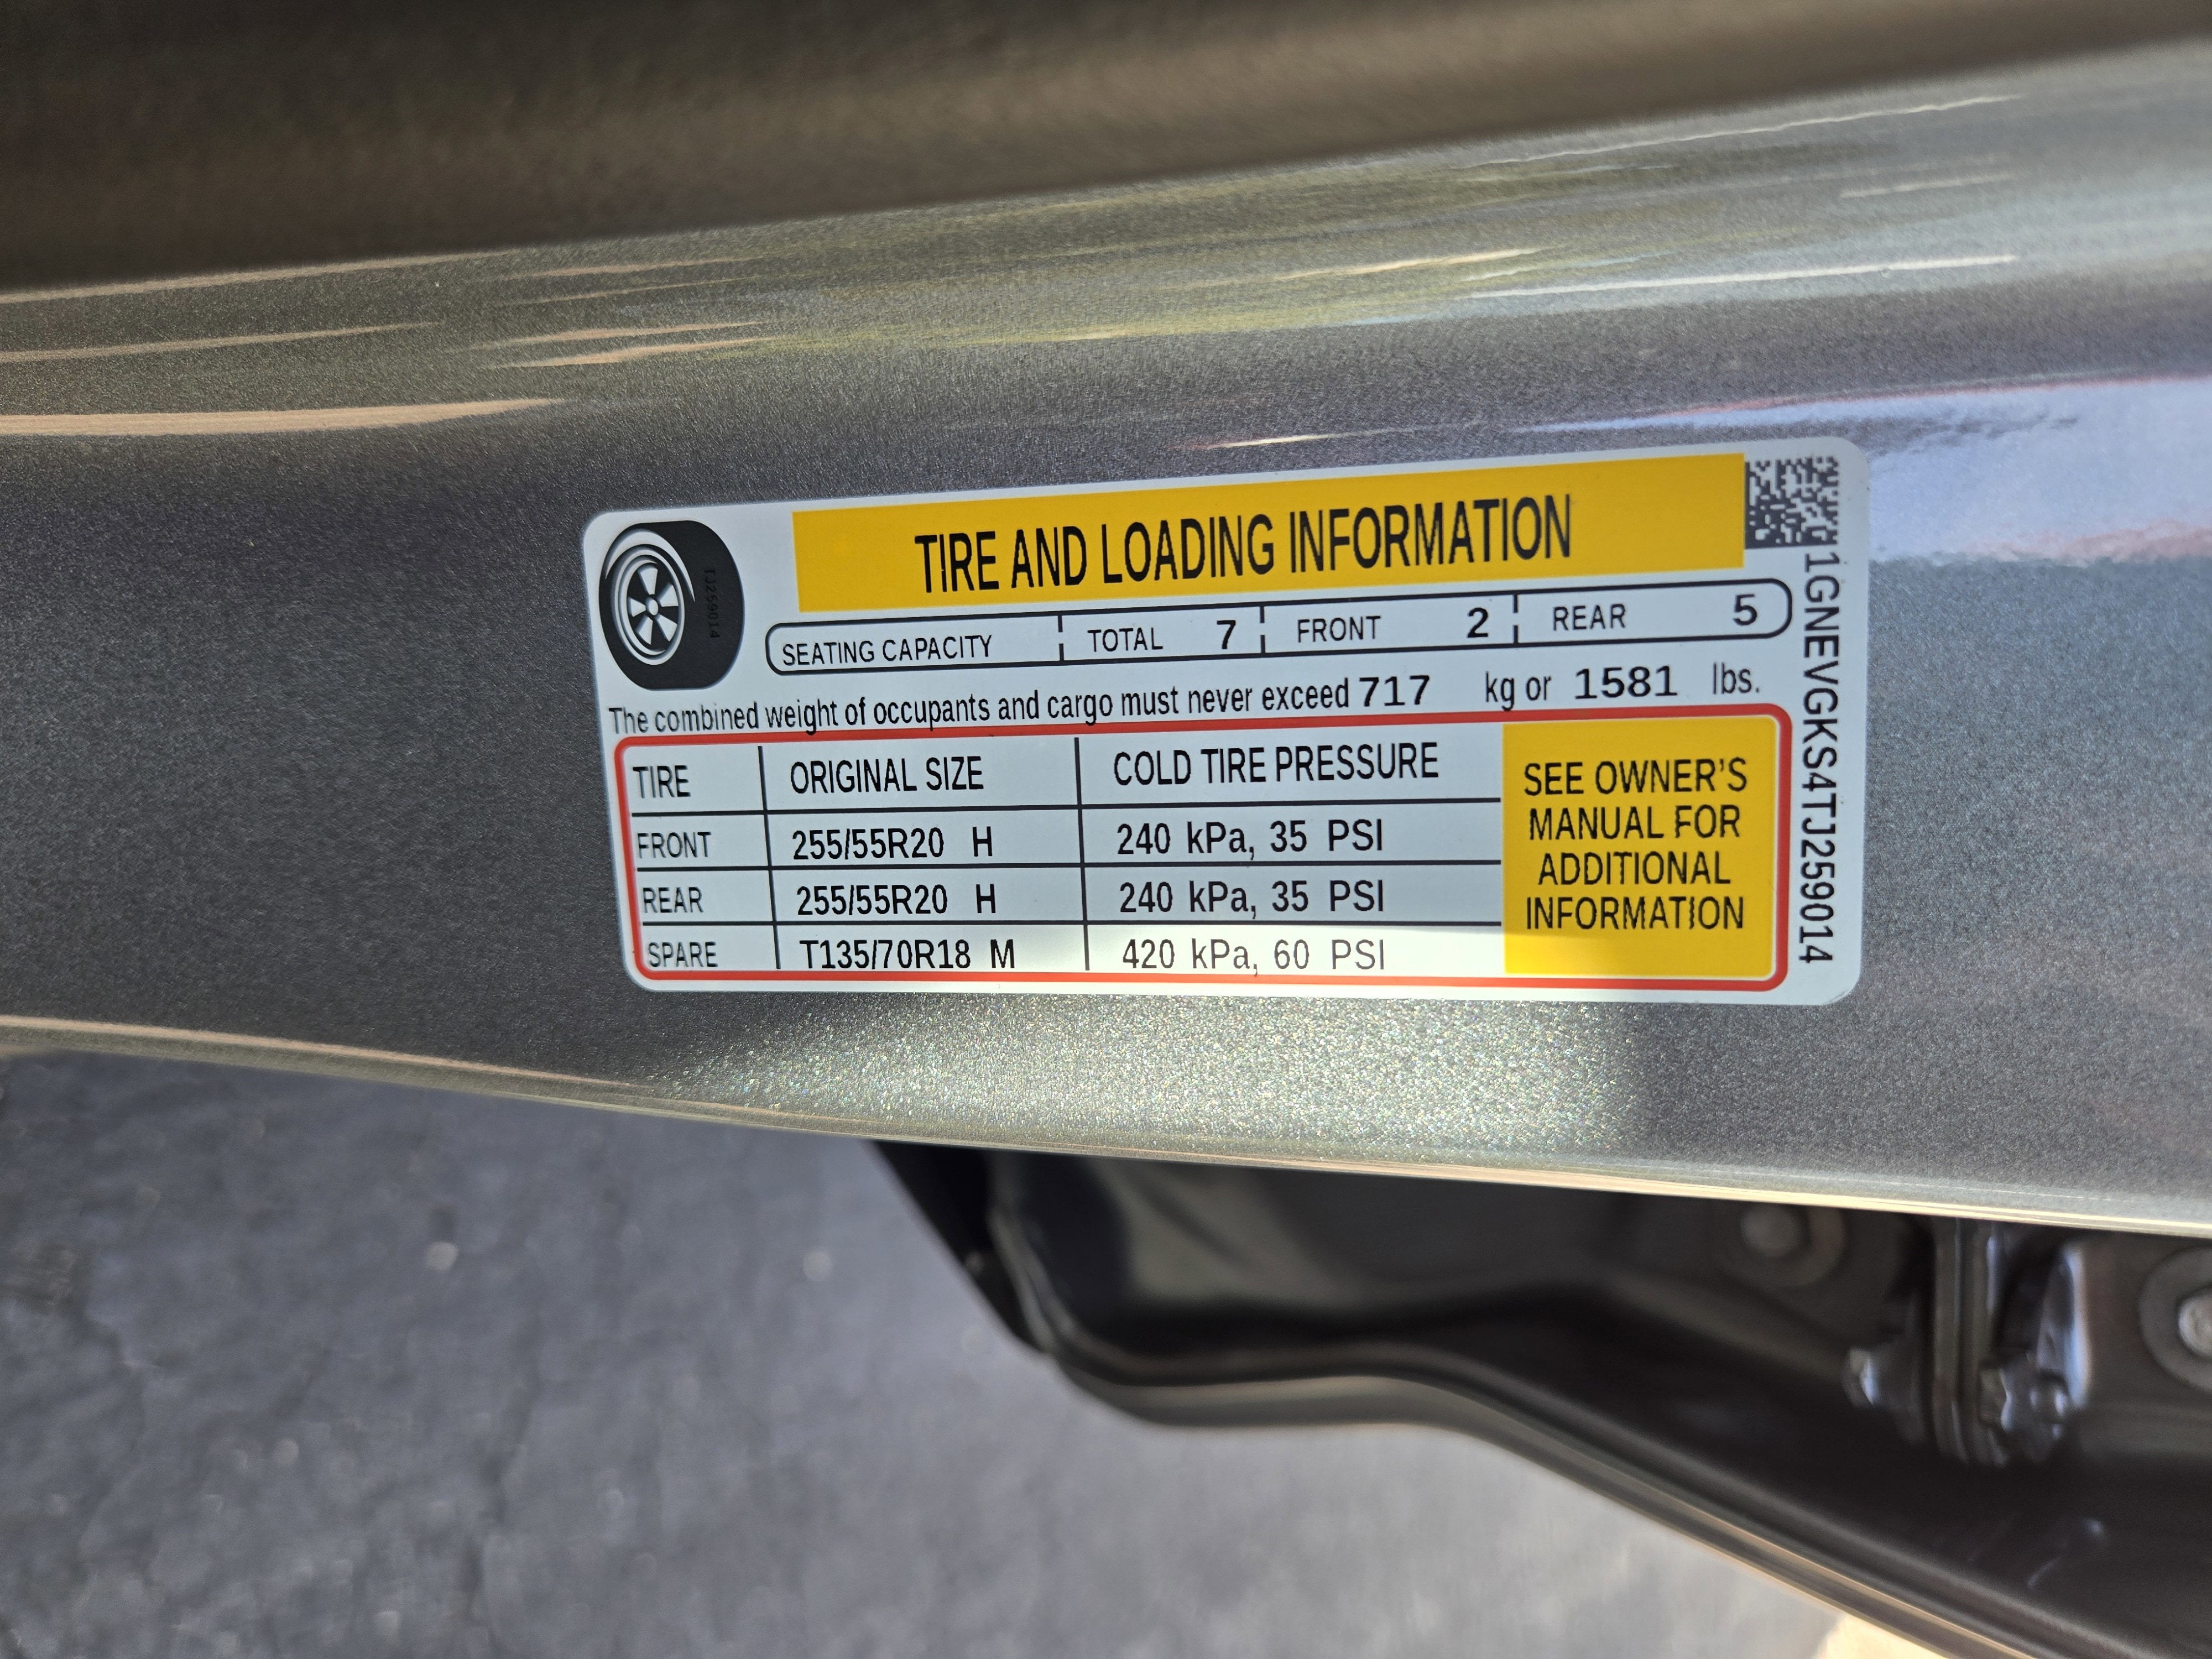 TIRE AND LOADING INFORMATION
SEATING CAPACITY TOTAL 7 FRONT 2 REAR 5
The combined weight of occupants and cargo must never exceed 717 kg or 1581 lbs.
TIRE ORIGINAL SIZE COLD TIRE PRESSURE
FRONT 255/55R20 H 240 kPa, 35 PSI
REAR 255/55R20 H 240 kPa, 35 PSI
SPARE T135/70R18 M 420 kPa, 60 PSI
SEE OWNER'S
MANUAL FOR
ADDITIONAL
INFORMATION
1GNEVGKS4TJ259014
TJ259014